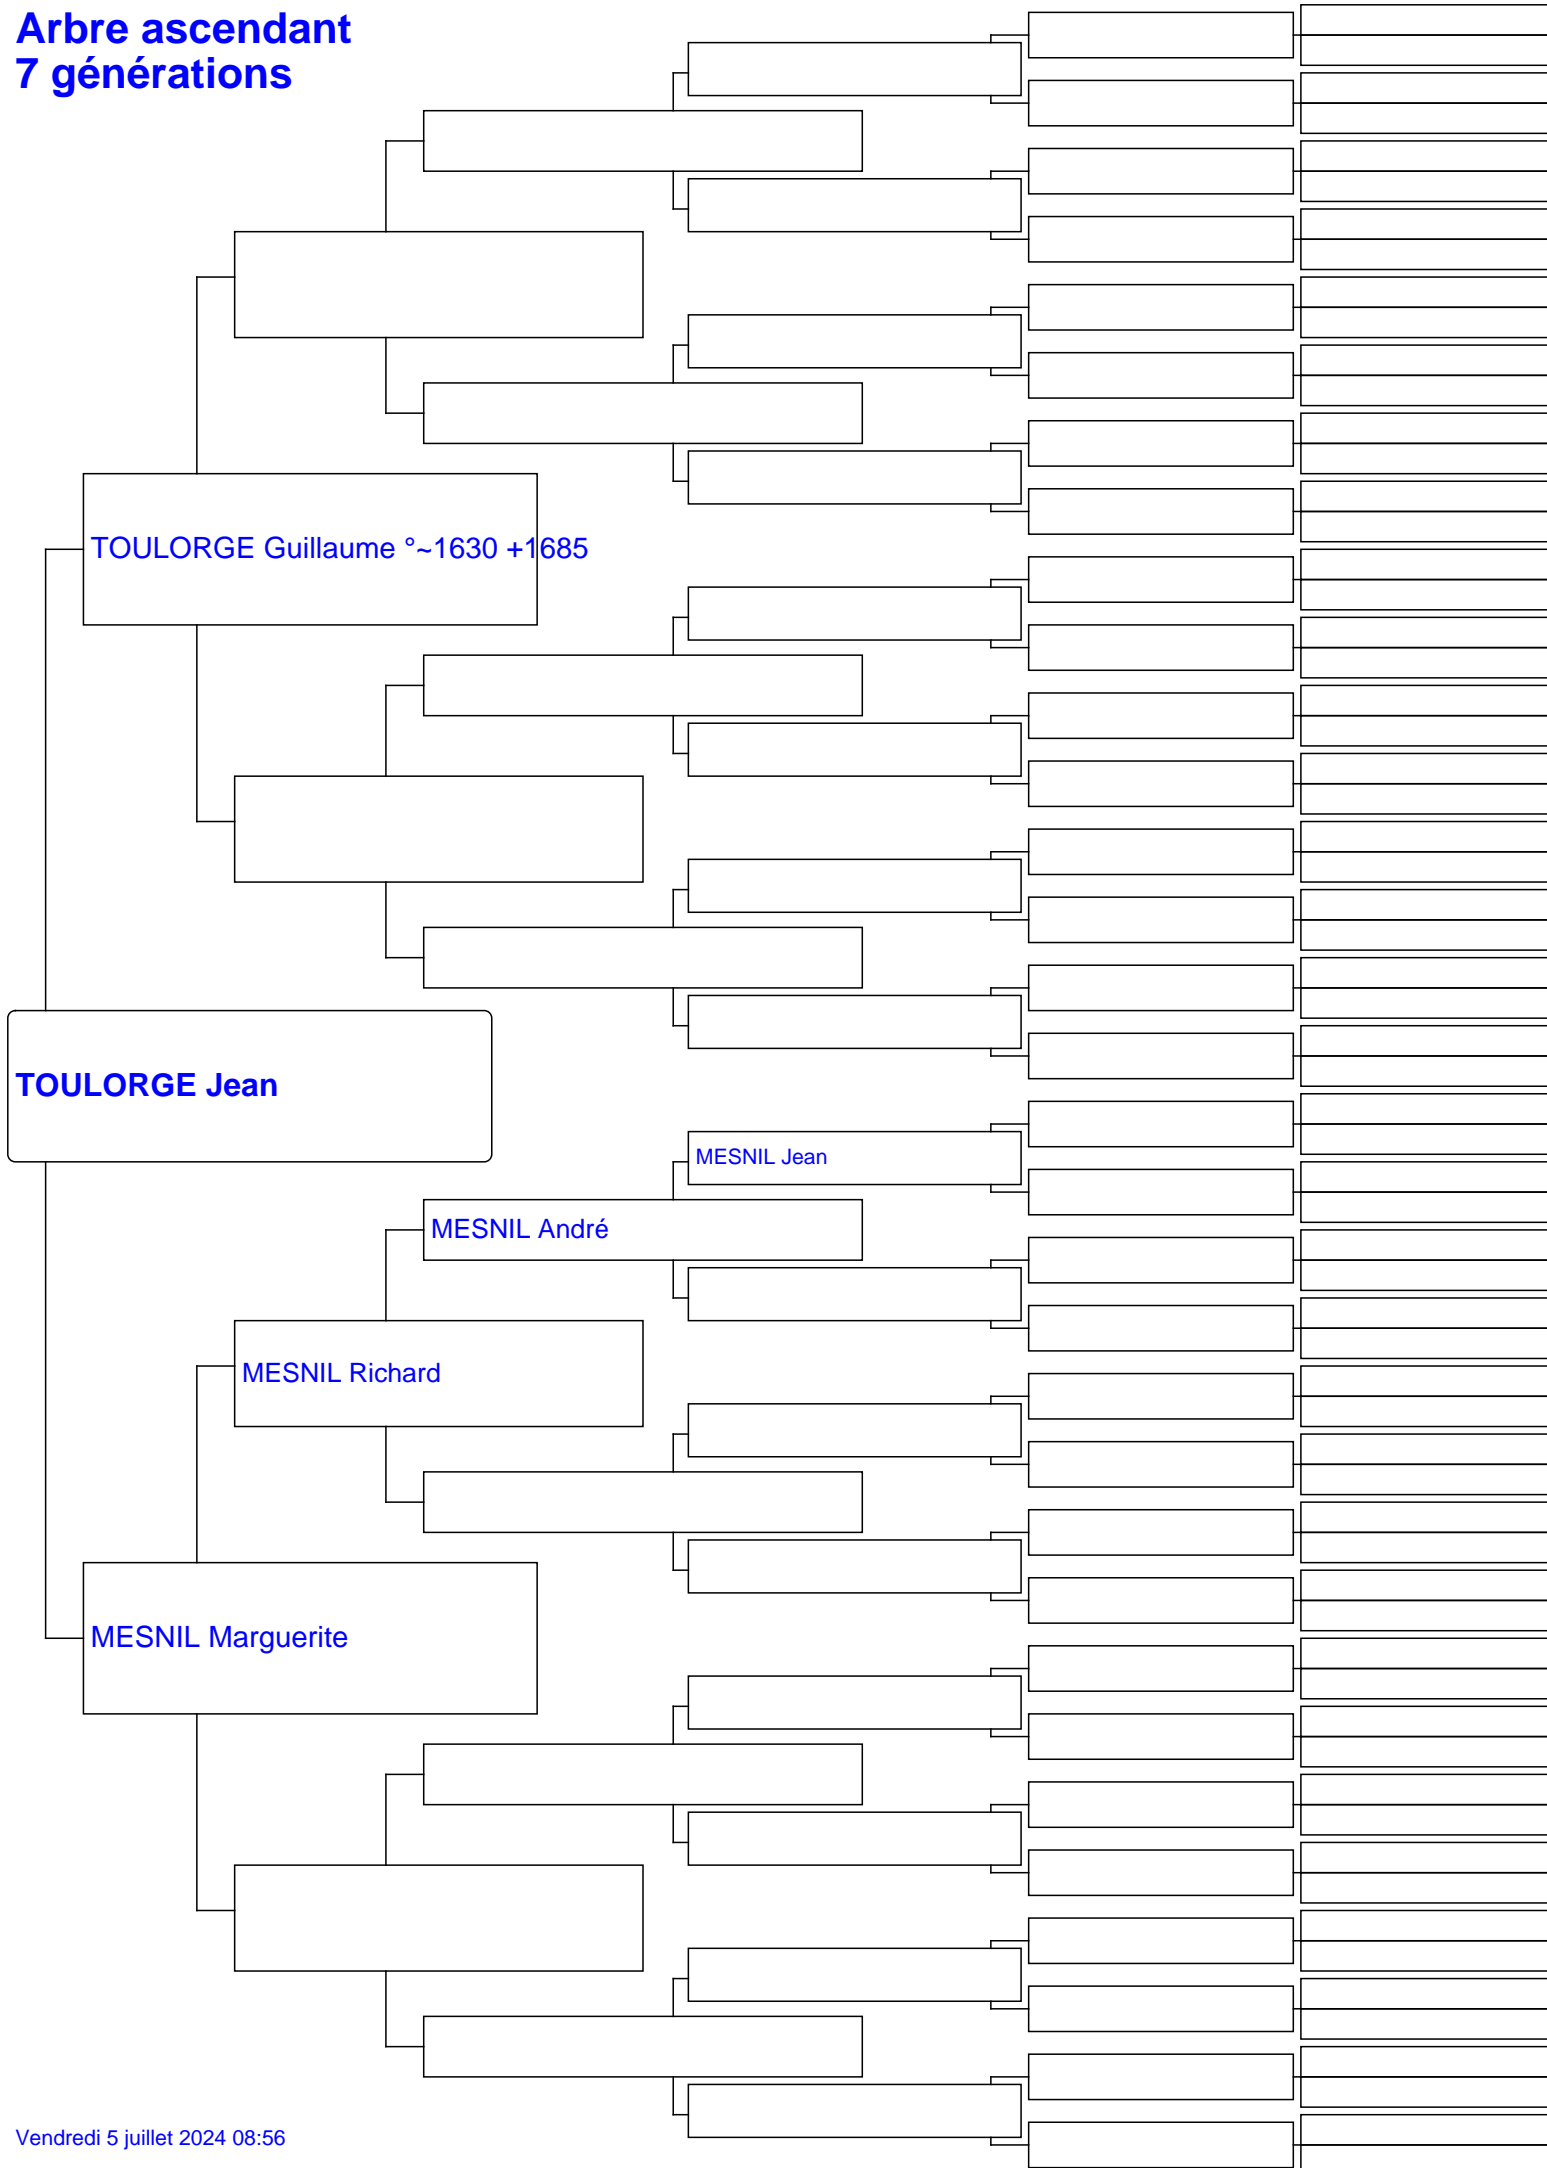 Arbre ascendant
7 générations
TOULORGE Guillaume °~1630 +1685
TOULORGE Jean
MESNIL Jean
MESNIL André
MESNIL Richard
MESNIL Marguerite
Vendredi 5 juillet 2024 08:56